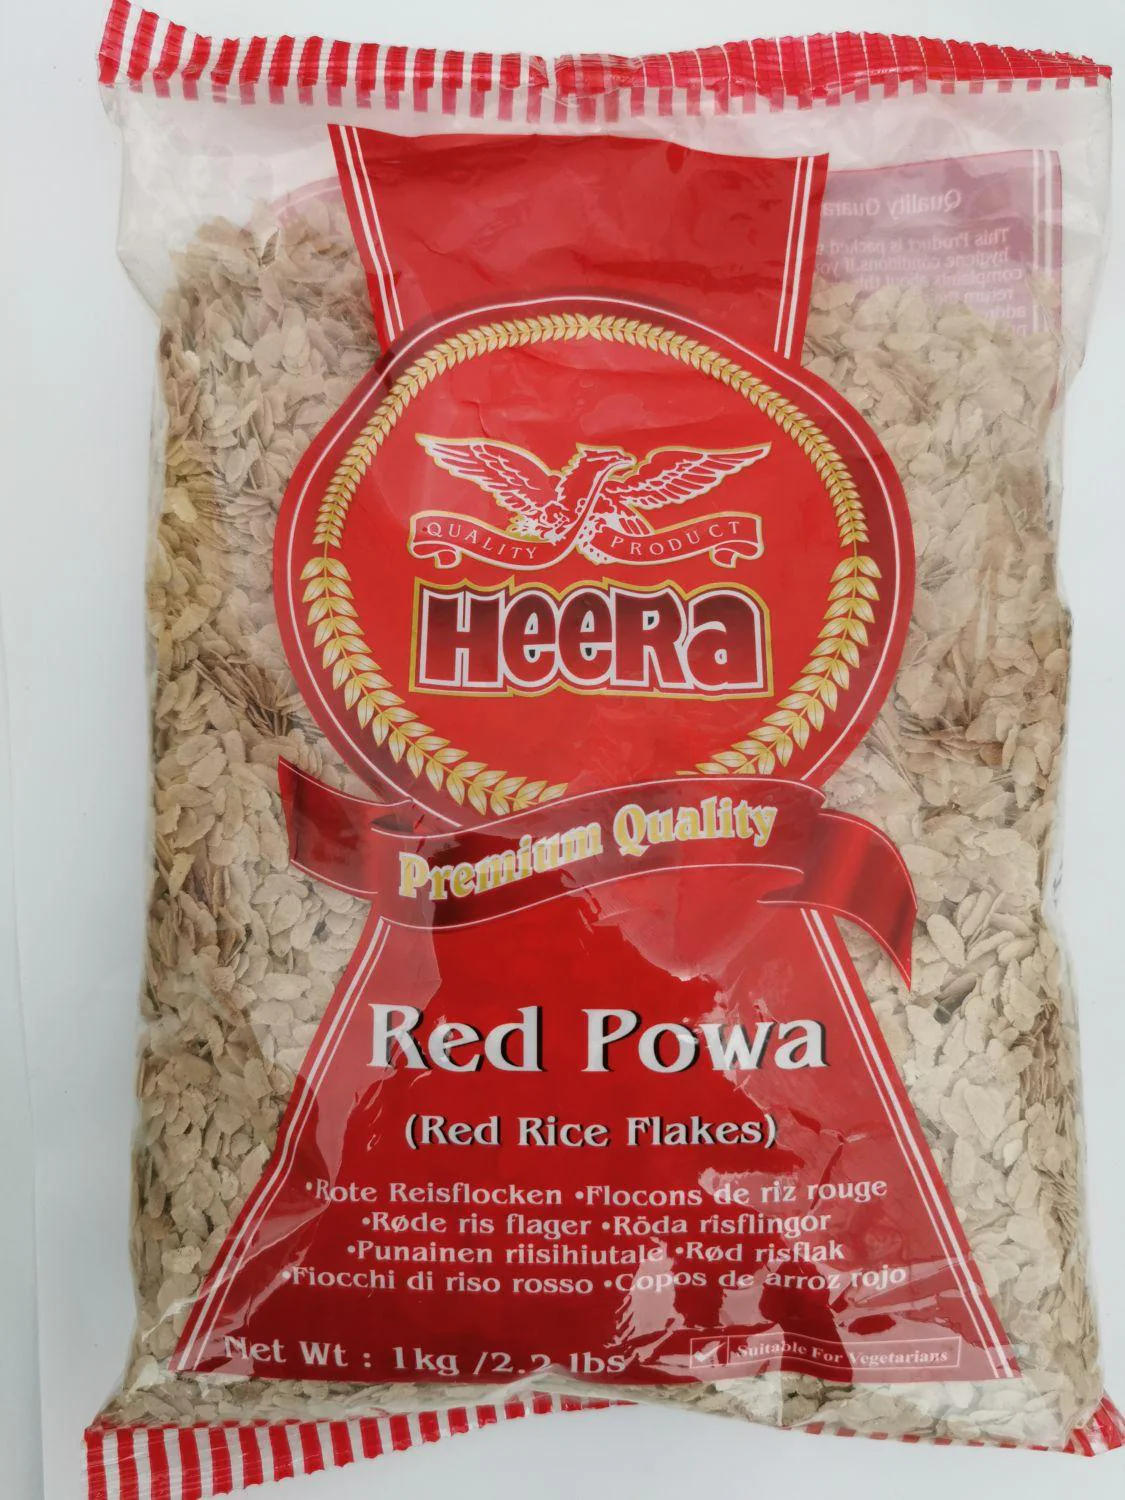 Quality Guara
This Product is packed
hygiene conditions.If yo
complaints about thi
QUALITY PRODUCT
HeeRa
Premium Quality
Red Powa
(Red Rice Flakes)
•Rote Reisflocken •Flocons de riz rouge
•Røde ris flager •Röda risflingor
•Punainen riisihiutale •Rød risflak
•Fiocchi di riso rosso •Copos de arroz rojo
Net Wt : 1kg /2.2 lbs
Suitable For Vegetarians